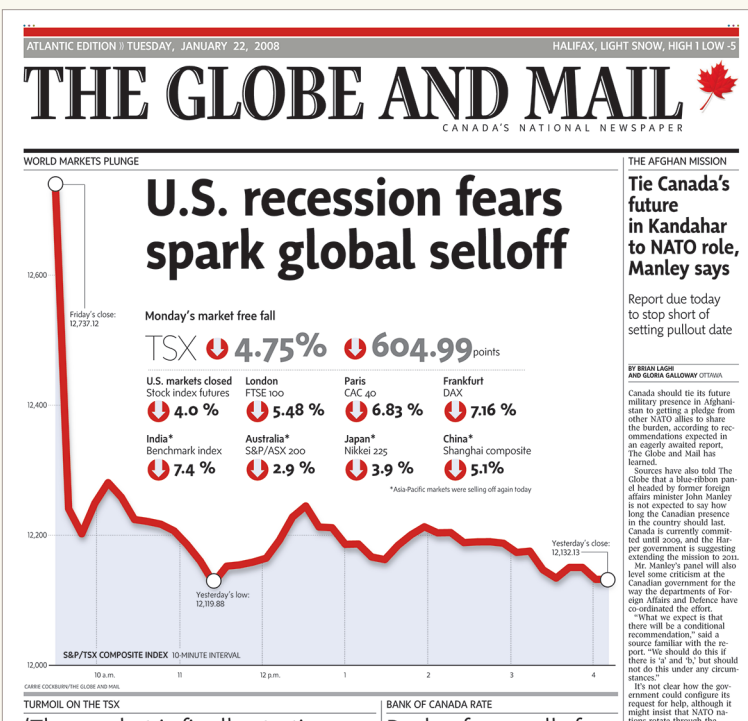 ATLANTIC EDITION » TUESDAY, JANUARY 22, 2008
HALIFAX, LIGHT SNOW, HIGH 1 LOW -5
THE GLOBE AND MAIL
CANADA'S NATIONAL NEWSPAPER
WORLD MARKETS PLUNGE
U.S. recession fears
spark global selloff
12,600
12,400
12,200
12,000
Friday's close:
12,737.12
Monday's market free fall
TSX 4.75% 604.99 points
U.S. markets closed
Stock index futures
4.0 %
London
FTSE 100
5.48 %
Paris
CAC 40
6.83 %
Frankfurt
DAX
7.16 %
India*
Benchmark index
7.4 %
Australia*
S&P/ASX 200
2.9 %
Japan*
Nikkei 225
3.9 %
China*
Shanghai composite
5.1%
*Asia-Pacific markets were selling off again today
Yesterday's low:
12,119.88
Yesterday's close:
12,132.13
S&P/TSX COMPOSITE INDEX 10-MINUTE INTERVAL
10 a.m. 11 12 p.m. 1 2 3 4
CARRIE COCKBURN/THE GLOBE AND MAIL
THE AFGHAN MISSION
Tie Canada's
future
in Kandahar
to NATO role,
Manley says
Report due today
to stop short of
setting pullout date
BY BRIAN LAGHI
AND GLORIA GALLOWAY OTTAWA
Canada should tie its future
military presence in Afghani-
stan to getting a pledge from
other NATO allies to share
the burden, according to rec-
ommendations expected in
an eagerly awaited report,
The Globe and Mail has
learned.
Sources have also told The
Globe that a blue-ribbon pan-
el headed by former foreign
affairs minister John Manley
is not expected to say how
long the Canadian presence
in the country should last.
Canada is currently commit-
ted until 2009, and the Har-
per government is suggesting
extending the mission to 2011.
Mr. Manley's panel will also
level some criticism at the
Canadian government for the
way the departments of For-
eign Affairs and Defence have
co-ordinated the effort.
"What we expect is that
there will be a conditional
recommendation," said a
source familiar with the re-
port. "We should do this if
there is 'a' and 'b,' but should
not do this under any circum-
stances."
It's not clear how the gov-
ernment could configure its
request for help, although it
might insist that NATO na-
tions rotate through the
TURMOIL ON THE TSX
BANK OF CANADA RATE